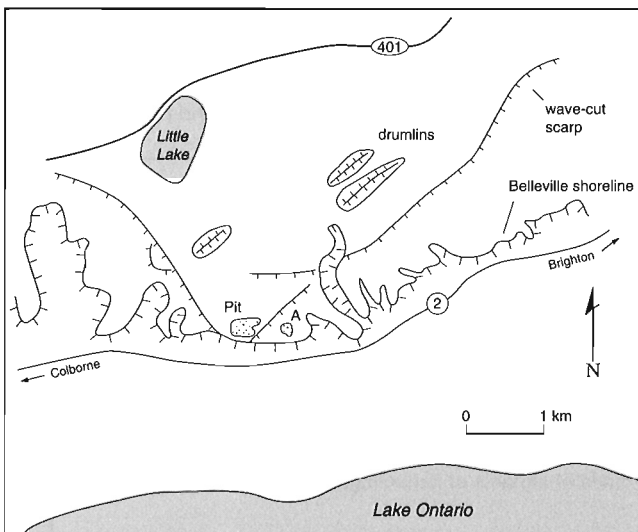 401
Little
Lake
drumlins
wave-cut
scarp
Belleville shoreline
Brighton
Pit
A
2
Colborne
N
0 1 km
Lake Ontario